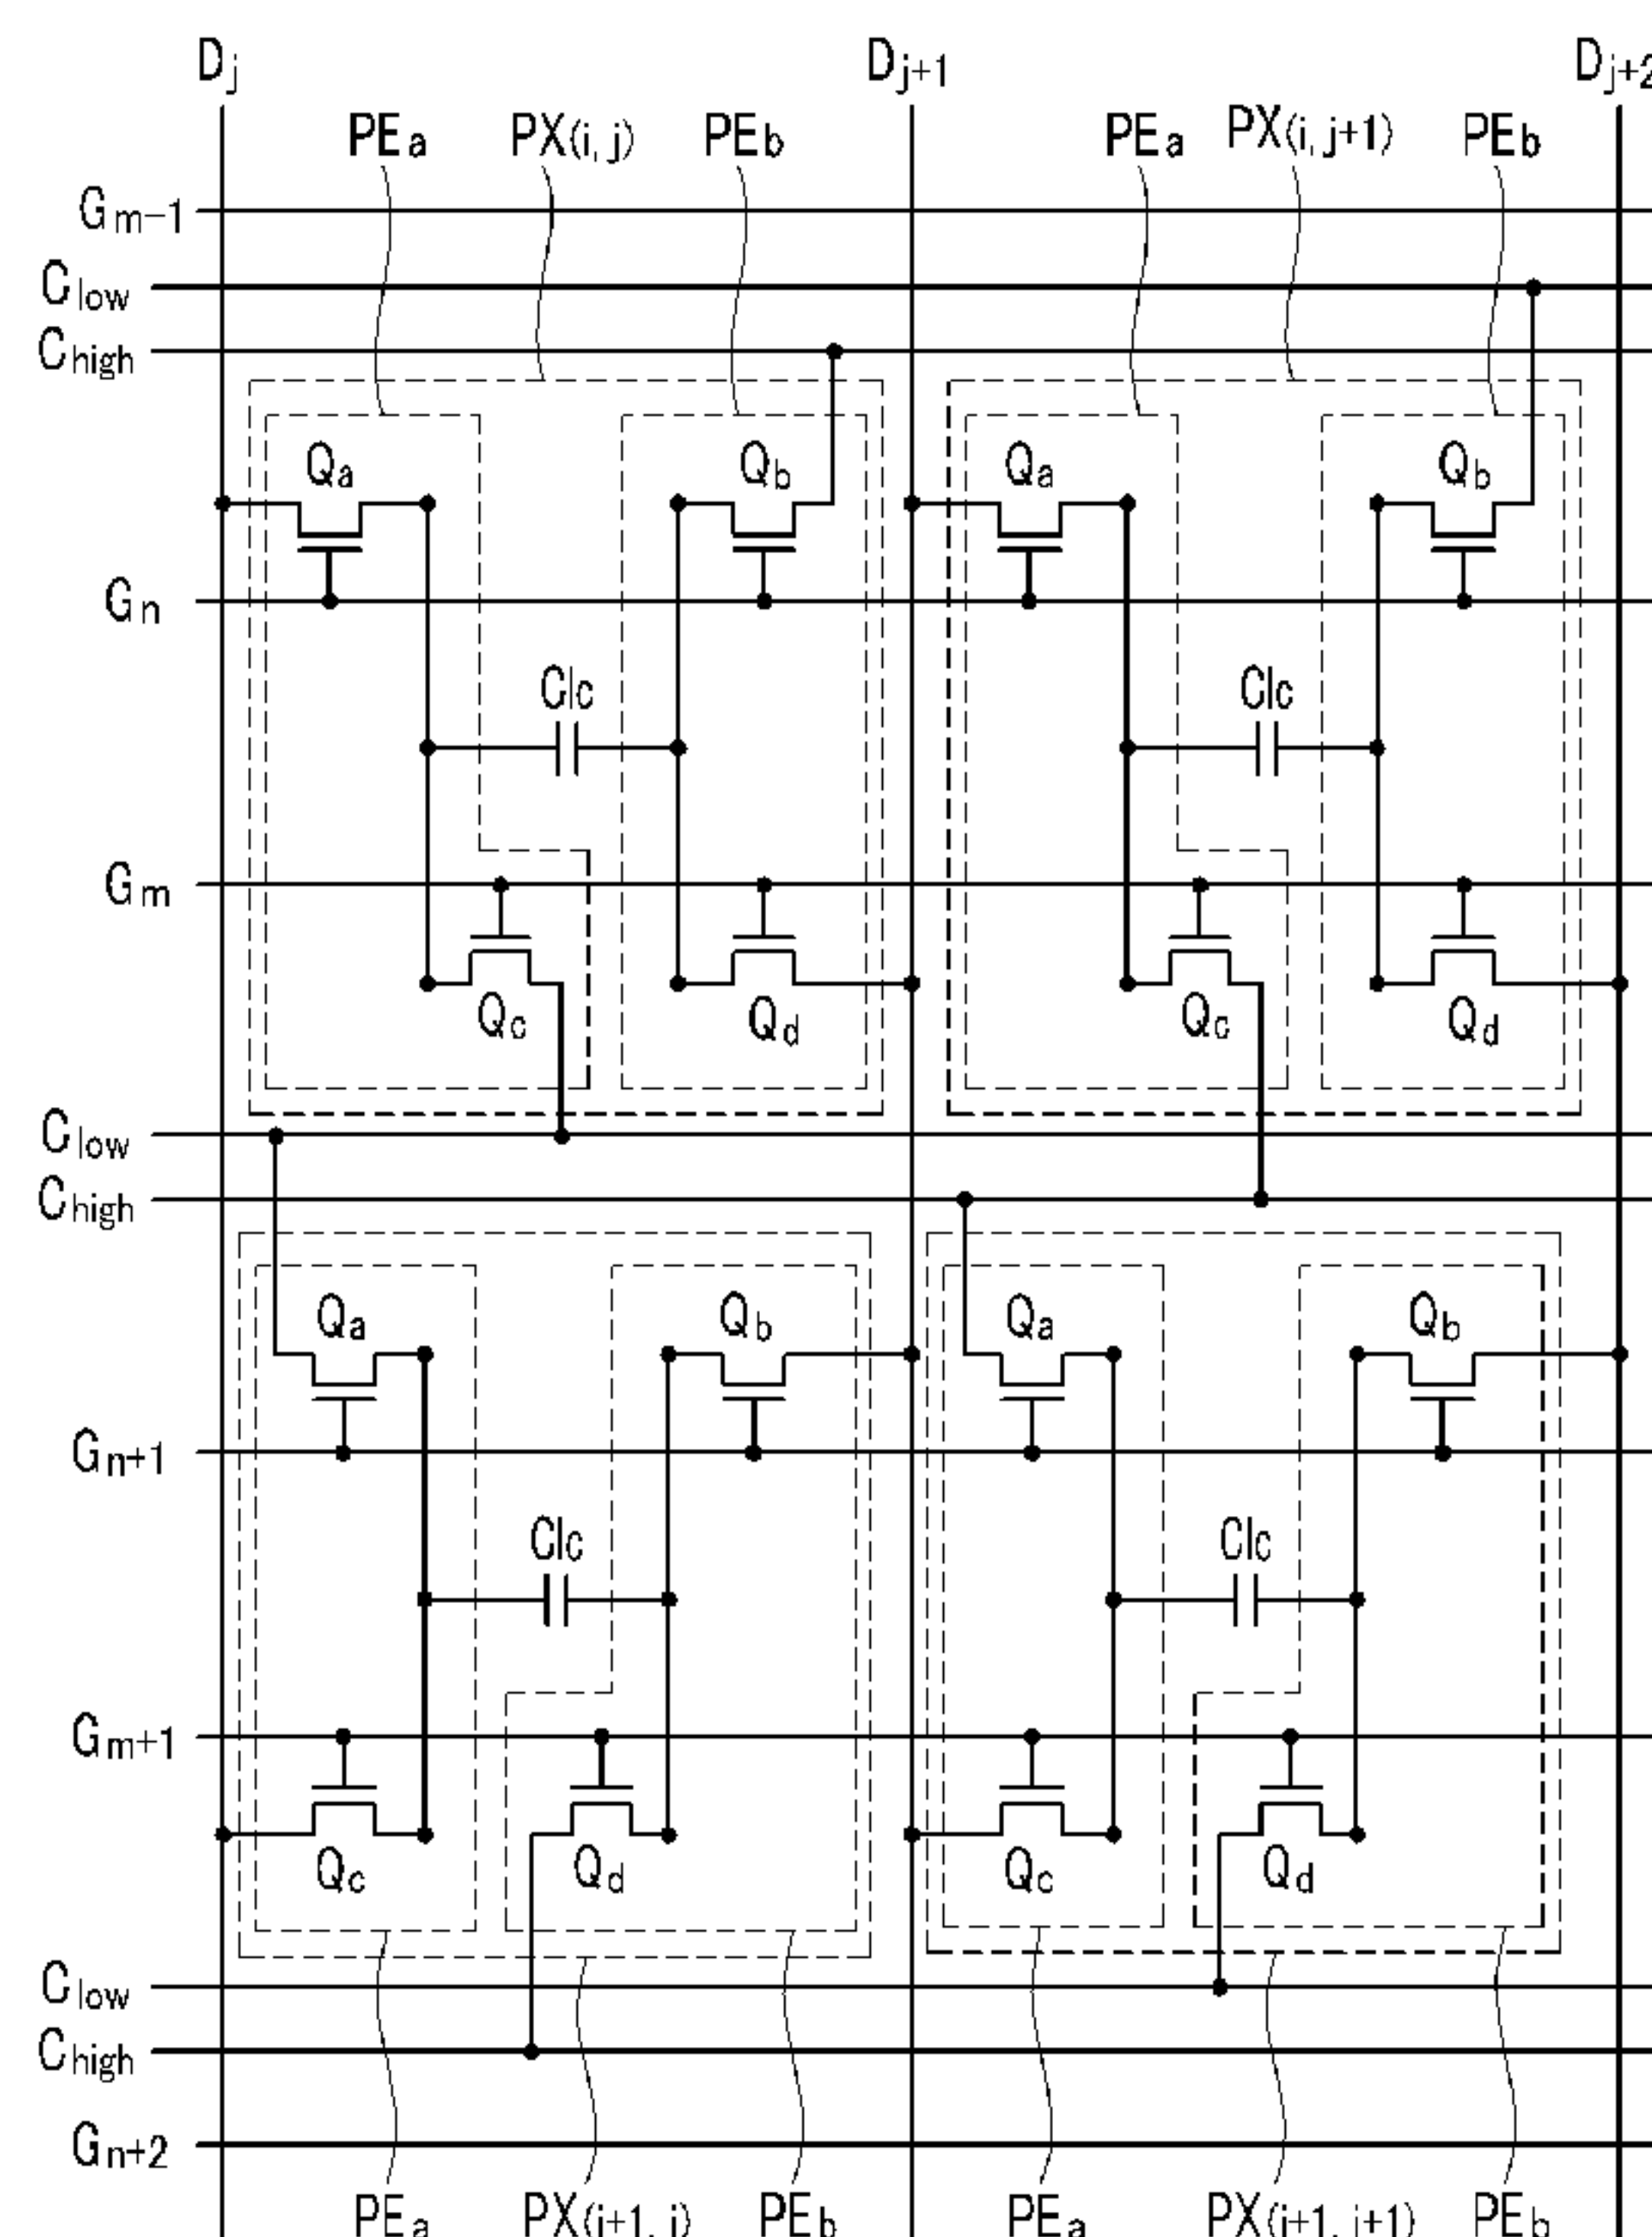 Dj Dj+1 Dj+2
PEa PX(i, j) PEb PEa PX(i, j+1) PEb
Gm-1
Clow
Chigh
Qa Qb Qa Qb
Gn
Clc Clc
Gm
Qc Qd Qc Qd
Clow
Chigh
Qa Qb Qa Qb
Gn+1
Clc Clc
Gm+1
Qc Qd Qc Qd
Clow
Chigh
Gn+2
PEa PX(i+1, j) PEb PEa PX(i+1, j+1) PEb